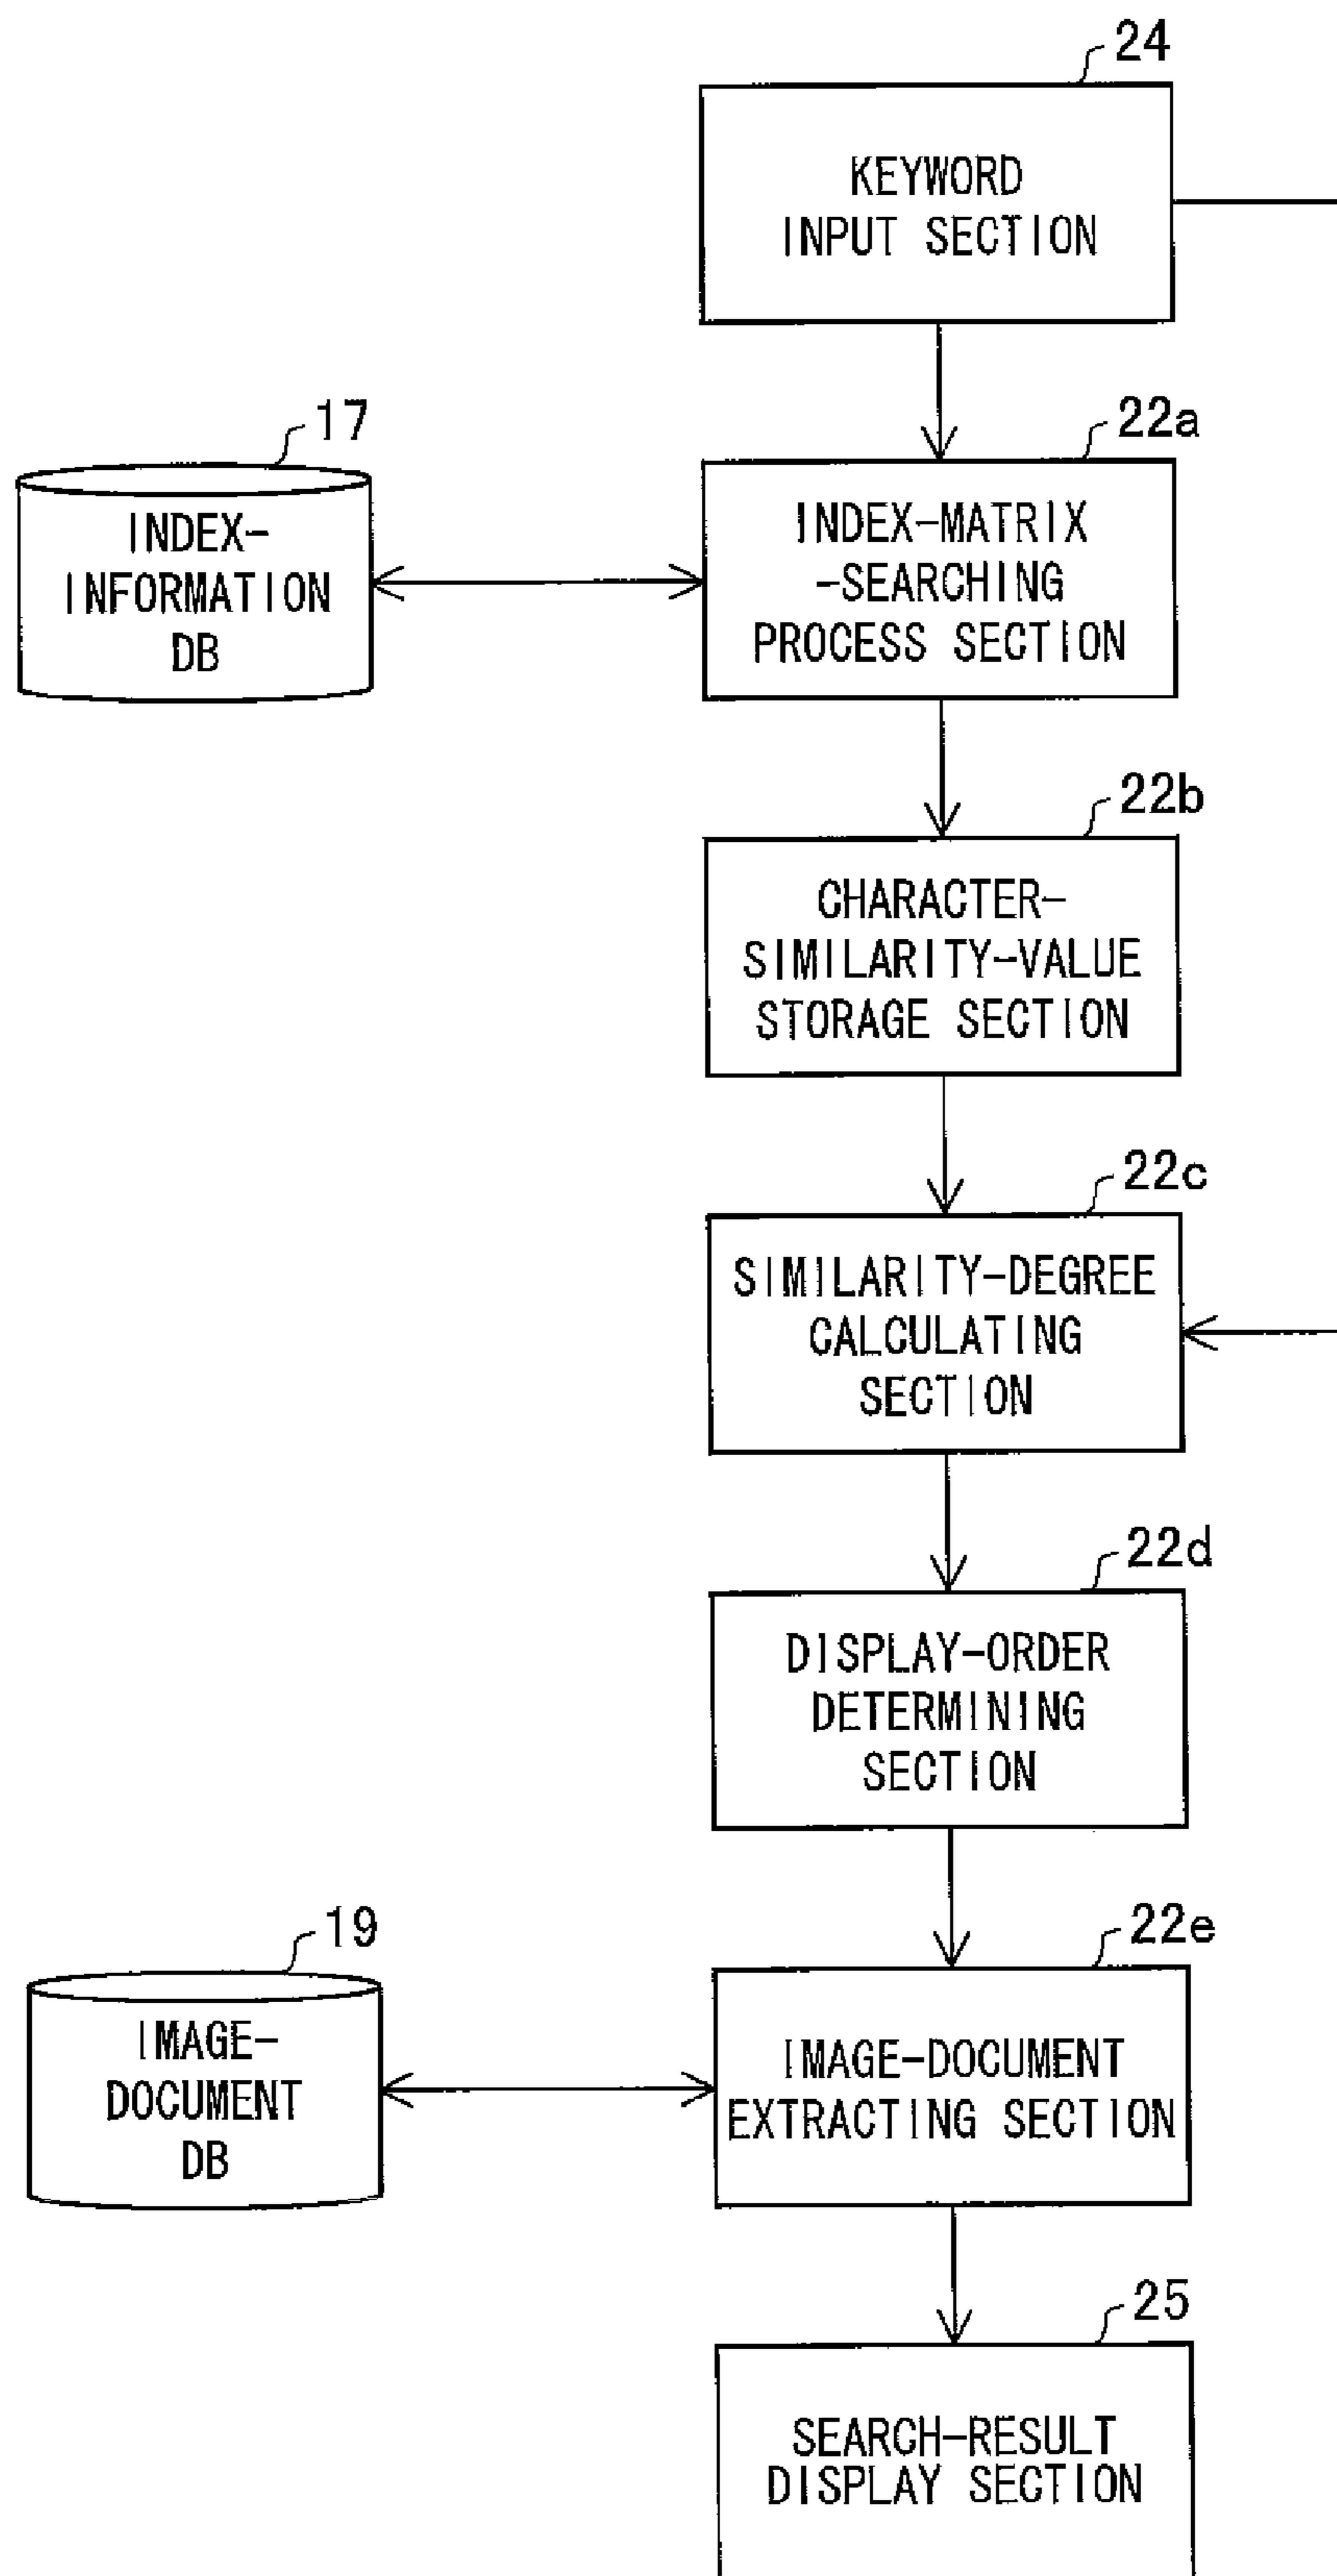 24
KEYWORD
INPUT SECTION
17
INDEX-
INFORMATION
DB
22a
INDEX-MATRIX
-SEARCHING
PROCESS SECTION
22b
CHARACTER-
SIMILARITY-VALUE
STORAGE SECTION
22c
SIMILARITY-DEGREE
CALCULATING
SECTION
22d
DISPLAY-ORDER
DETERMINING
SECTION
19
IMAGE-
DOCUMENT
DB
22e
IMAGE-DOCUMENT
EXTRACTING SECTION
25
SEARCH-RESULT
DISPLAY SECTION